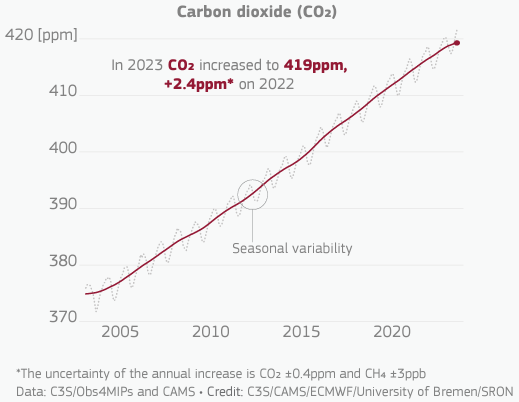 Carbon dioxide (CO₂)
420 [ppm]
In 2023 CO₂ increased to 419ppm,
+2.4ppm* on 2022
410
400
390
Seasonal variability
380
370
2005 2010 2015 2020
*The uncertainty of the annual increase is CO₂ ±0.4ppm and CH₄ ±3ppb
Data: C3S/Obs4MIPs and CAMS • Credit: C3S/CAMS/ECMWF/University of Bremen/SRON